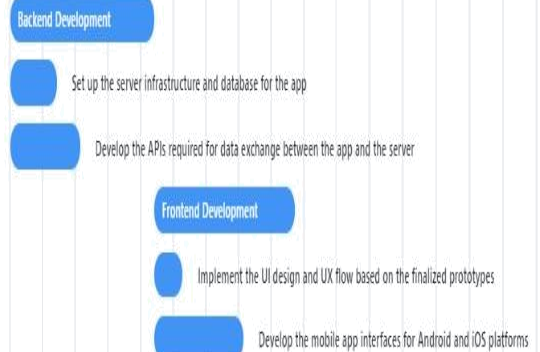 Backend Development
Set up the server infrastructure and database for the app
Develop the APIs required for data exchange between the app and the server
Frontend Development
Implement the UI design and UX flow based on the finalized prototypes
Develop the mobile app interfaces for Android and iOS platforms